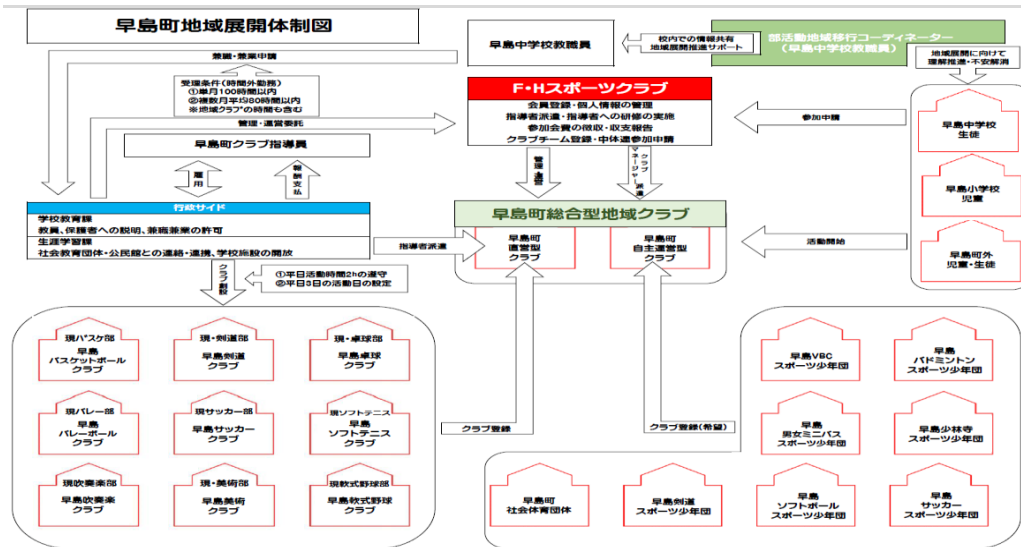 早島町地域展開体制図
早島中学校教職員
校内での情報共有
地域展開推進サポート
部活動地域移行コーディネーター
(早島中学校教職員)
地域展開に向けて
理解推進・不安解消
兼職・兼業申請
受理条件(時間外勤務)
①単月100時間以内
②複数月平均80時間以内
※地域クラブの時間も含む
管理・運営委託
早島町クラブ指導員
雇用
報酬支払
F・Hスポーツクラブ
会員登録・個人情報の管理
指導者派遣・指導者への研修の実施
参加会費の徴収・収支報告
クラブチーム登録・中体連参加申請
管理・運営
クラブマネージャー派遣
参加申請
早島中学校
生徒
早島小学校
児童
早島町外
児童・生徒
活動開始
行政サイド
学校教育課
教員、保護者への説明、兼職兼業の許可
生涯学習課
社会教育団体・公民館との連絡・連携、学校施設の開放
指導者派遣
早島町総合型地域クラブ
早島町
直営型
クラブ
早島町
自主運営型
クラブ
クラブ創設
①平日活動時間2hの遵守
②平日3日の活動日の設定
現バスケ部
早島
バスケットボール
クラブ
現・剣道部
早島剣道
クラブ
現・卓球部
早島卓球
クラブ
現バレー部
早島
バレーボール
クラブ
現サッカー部
早島サッカー
クラブ
現ソフトテニス
早島
ソフトテニス
クラブ
現吹奏楽部
早島吹奏楽
クラブ
現・美術部
早島美術
クラブ
現軟式野球部
早島軟式野球
クラブ
クラブ登録
クラブ登録(希望)
早島VBC
スポーツ少年団
早島
バドミントン
スポーツ少年団
早島
男女ミニバス
スポーツ少年団
早島少林寺
スポーツ少年団
早島町
社会体育団体
早島剣道
スポーツ少年団
早島
ソフトボール
スポーツ少年団
早島
サッカー
スポーツ少年団